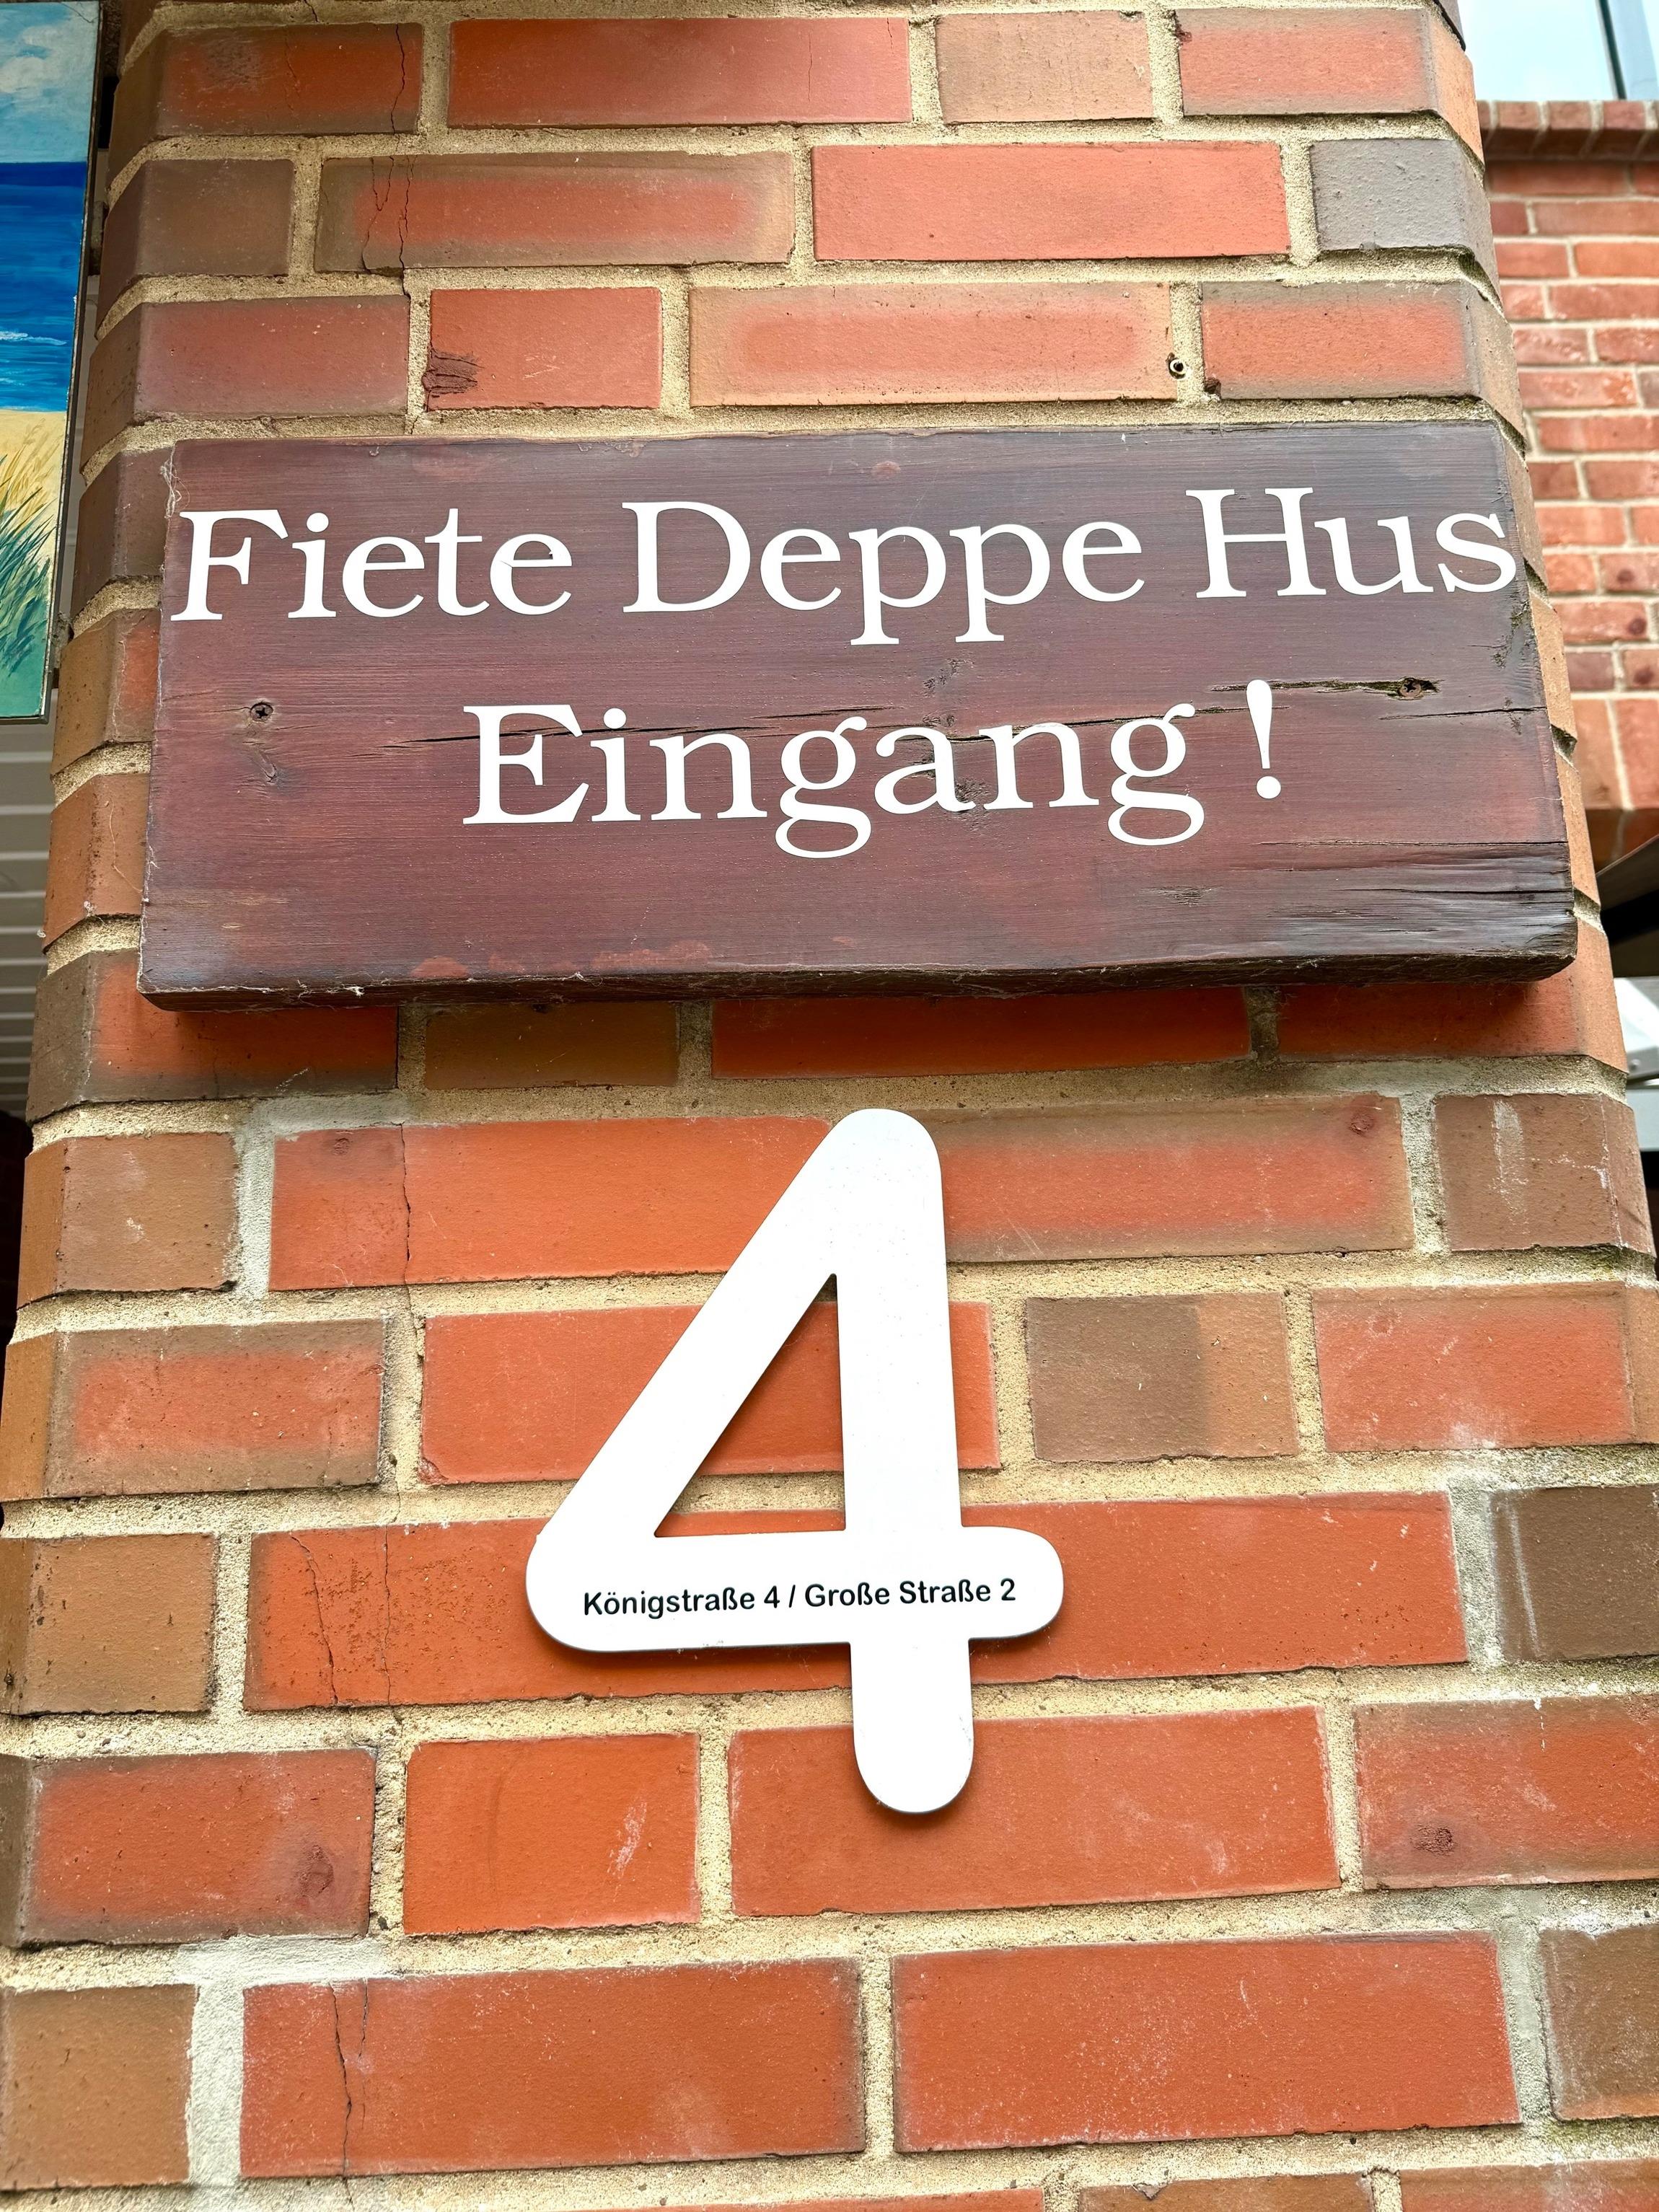 Fiete Deppe Hus
Eingang !
4
Königstraße 4 / Große Straße 2